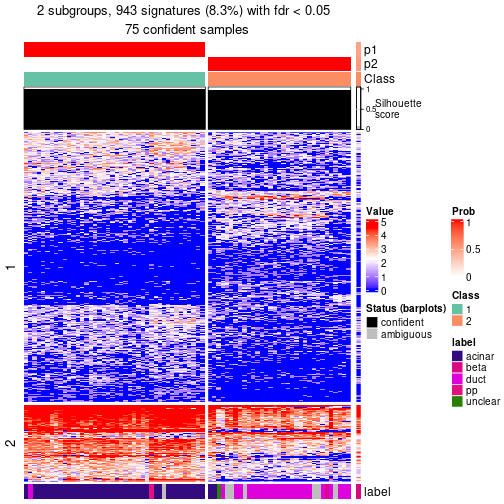 2 subgroups, 943 signatures (8.3%) with fdr < 0.05
75 confident samples
p1
p2
Class
1
0.5
0
Silhouette
score
1
2
label
Value
5
4
3
2
1
0
Prob
1
0.5
0
Status (barplots)
confident
ambiguous
Class
1
2
label
acinar
beta
duct
pp
unclear